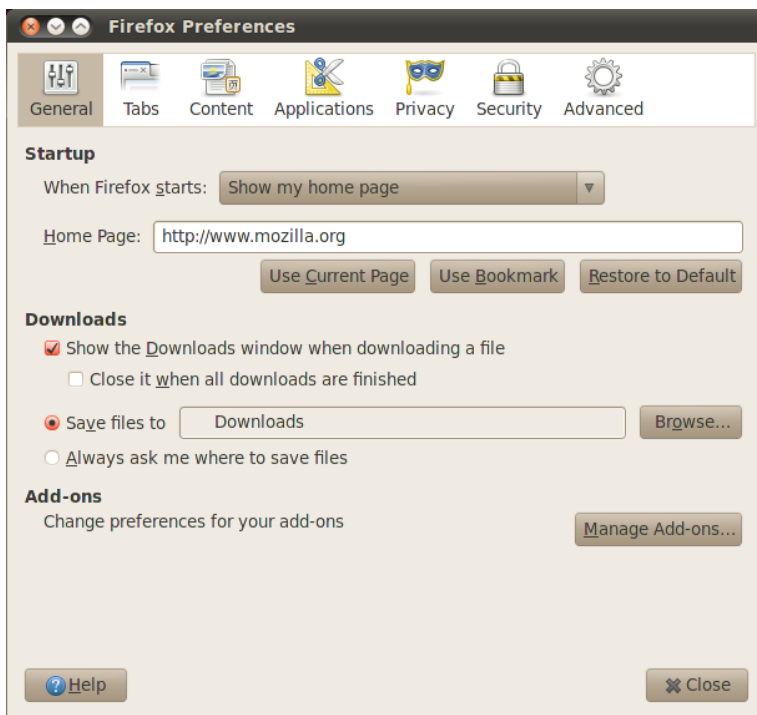 Firefox Preferences
General Tabs Content Applications Privacy Security Advanced
Startup
When Firefox starts: Show my home page
Home Page: http://www.mozilla.org
Use Current Page Use Bookmark Restore to Default
Downloads
Show the Downloads window when downloading a file
Close it when all downloads are finished
Save files to Downloads Browse...
Always ask me where to save files
Add-ons
Change preferences for your add-ons
Manage Add-ons...
Help Close